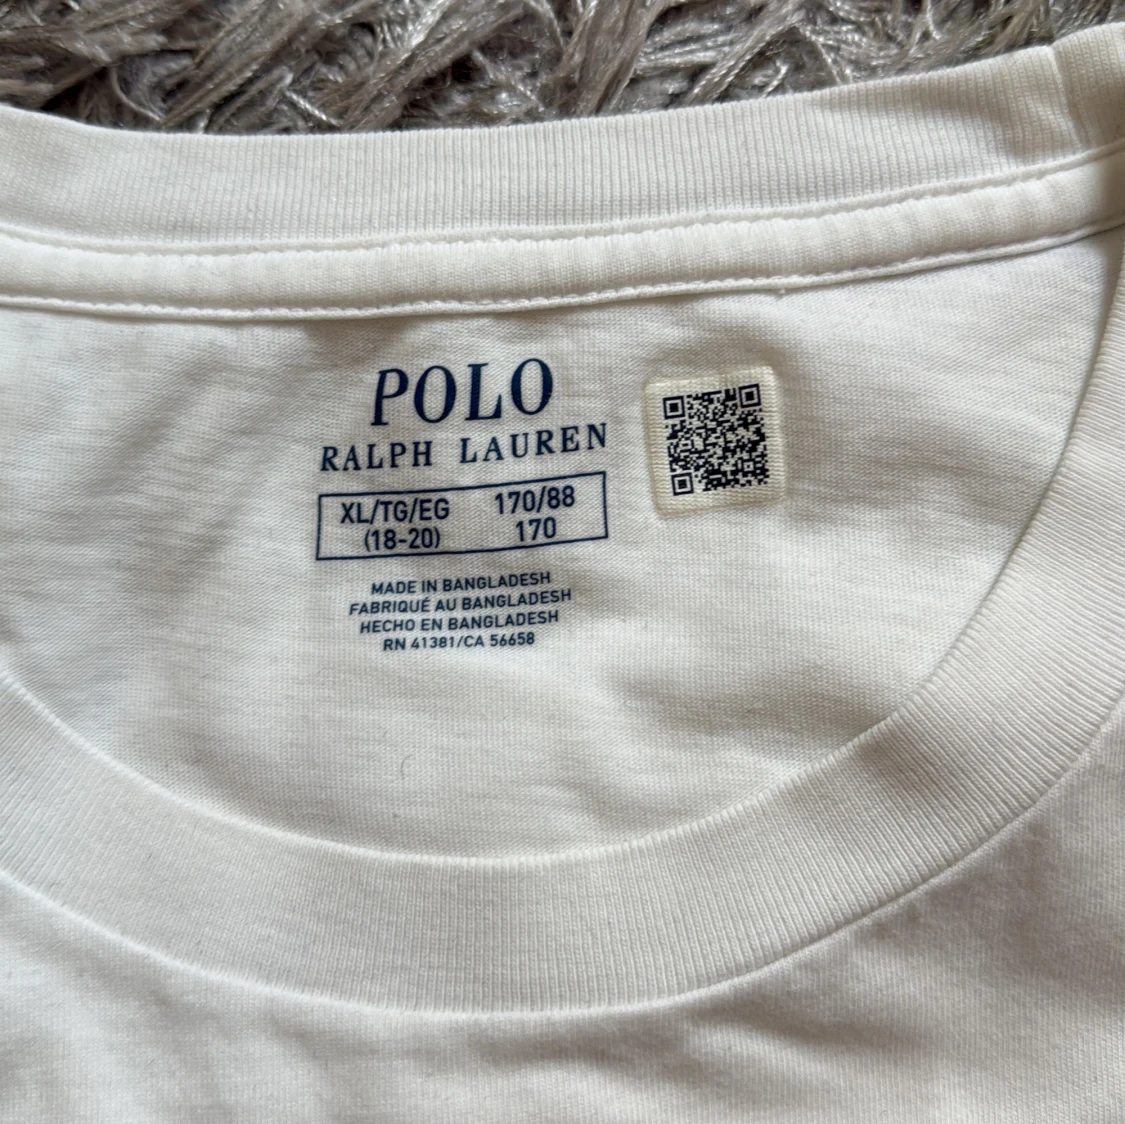 POLO
RALPH LAUREN
XL/TG/EG 170/88
(18-20) 170
MADE IN BANGLADESH
FABRIQUÉ AU BANGLADESH
HECHO EN BANGLADESH
RN 41381/CA 56658